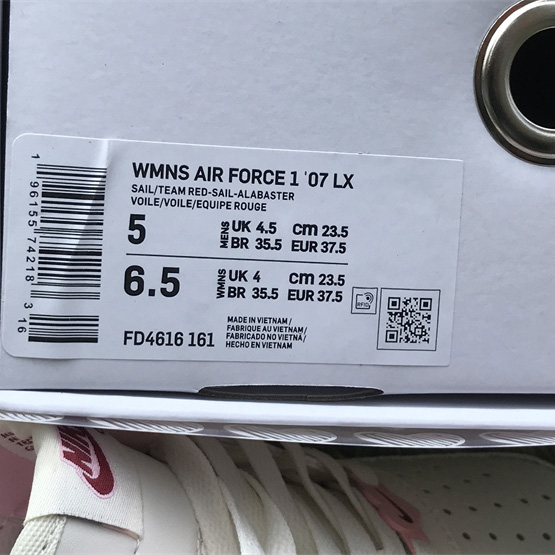 WMNS AIR FORCE 1 '07 LX
SAIL/TEAM RED-SAIL-ALABASTER
VOILE/VOILE/EQUIPE ROUGE
5 MENS UK 4.5 cm 23.5
BR 35.5 EUR 37.5
6.5 WMNS UK 4 cm 23.5
BR 35.5 EUR 37.5
RFID
MADE IN VIETNAM /
FABRIQUE AU VIETNAM /
FABRICADO NO VIETNÃ /
HECHO EN VIETNAM
FD4616 161
1 96155 74218 3 16
NIKE